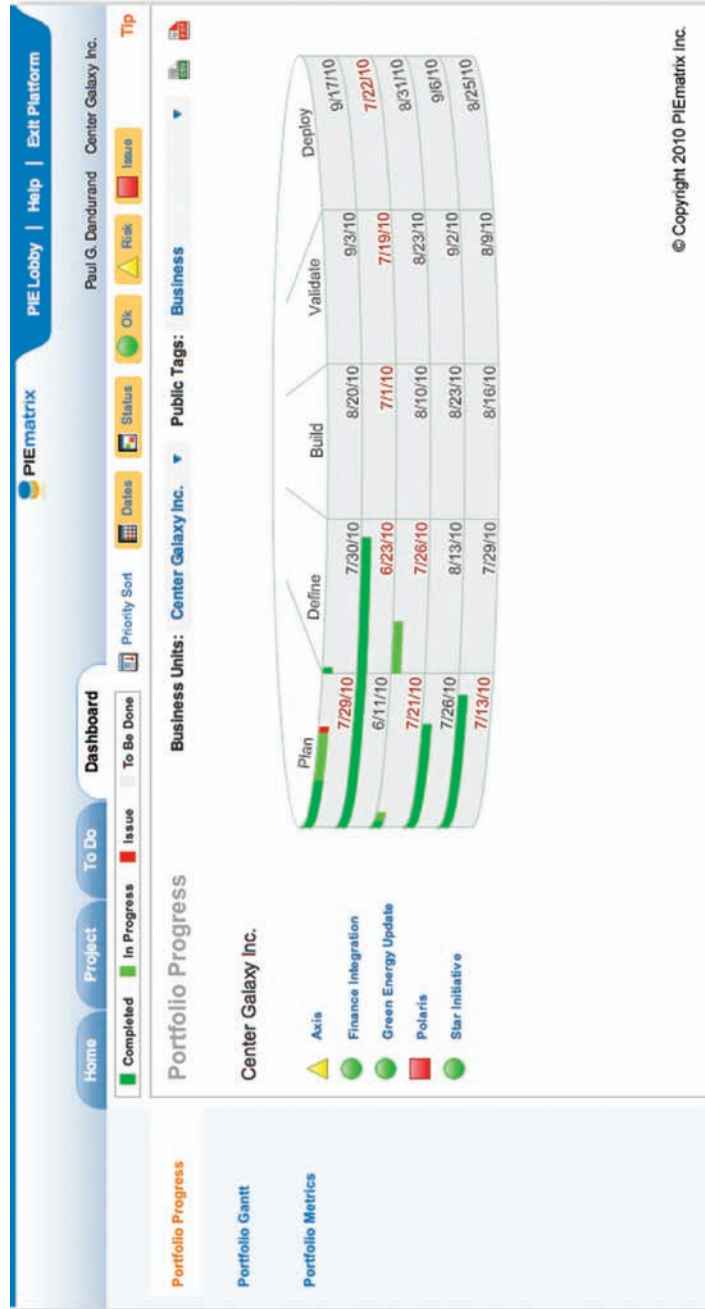 PIEmatrix
PIE Lobby | Help | Exit Platform
Home Project To Do Dashboard
Paul G. Dandurand Center Galaxy Inc.
Completed In Progress Issue To Be Done Priority Sort Dates Status Ok Risk Issue Tip
Portfolio Progress
Portfolio Gantt
Portfolio Metrics
Portfolio Progress Business Units: Center Galaxy Inc. Public Tags: Business
Center Galaxy Inc.
Plan Define Build Validate Deploy
Axis 7/29/10 7/30/10 8/20/10 9/3/10 9/17/10
Finance Integration 6/11/10 6/23/10 7/1/10 7/19/10 7/22/10
Green Energy Update 7/21/10 7/26/10 8/10/10 8/23/10 8/31/10
Polaris 7/26/10 8/13/10 8/23/10 9/2/10 9/6/10
Star Initiative 7/13/10 7/29/10 8/16/10 8/9/10 8/25/10
© Copyright 2010 PIEmatrix Inc.